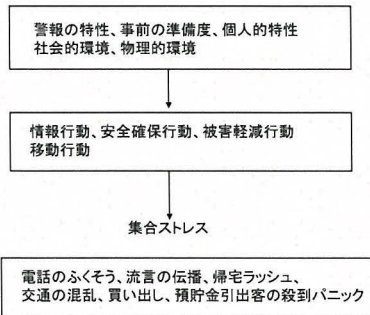 警報の特性、事前の準備度、個人的特性
社会的環境、物理的環境
情報行動、安全確保行動、被害軽減行動
移動行動
集合ストレス
電話のふくそう、流言の伝播、帰宅ラッシュ、
交通の混乱、買い出し、預貯金引出客の殺到パニック